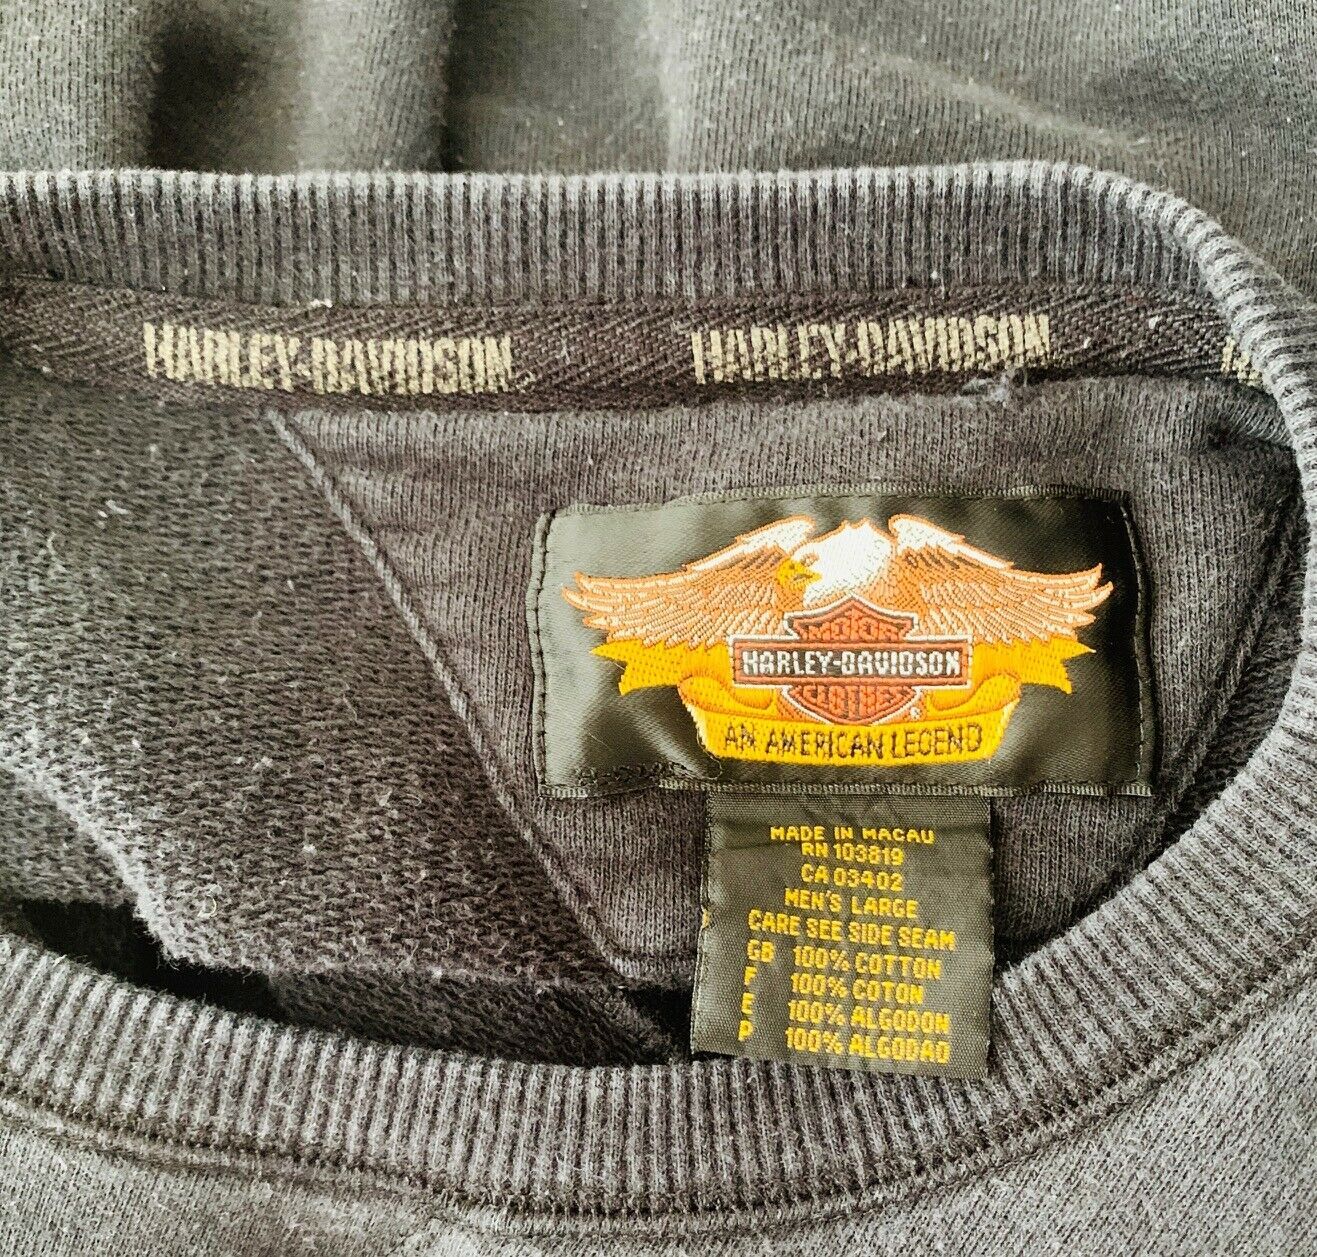 HARLEY-DAVIDSON HARLEY-DAVIDSON
MOTOR
HARLEY-DAVIDSON
®
AN AMERICAN LEGEND
MADE IN MACAU
RN 103819
CA 03402
MEN'S LARGE
CARE SEE SIDE SEAM
GB 100% COTTON
F 100% COTON
E 100% ALGODON
P 100% ALGODAO